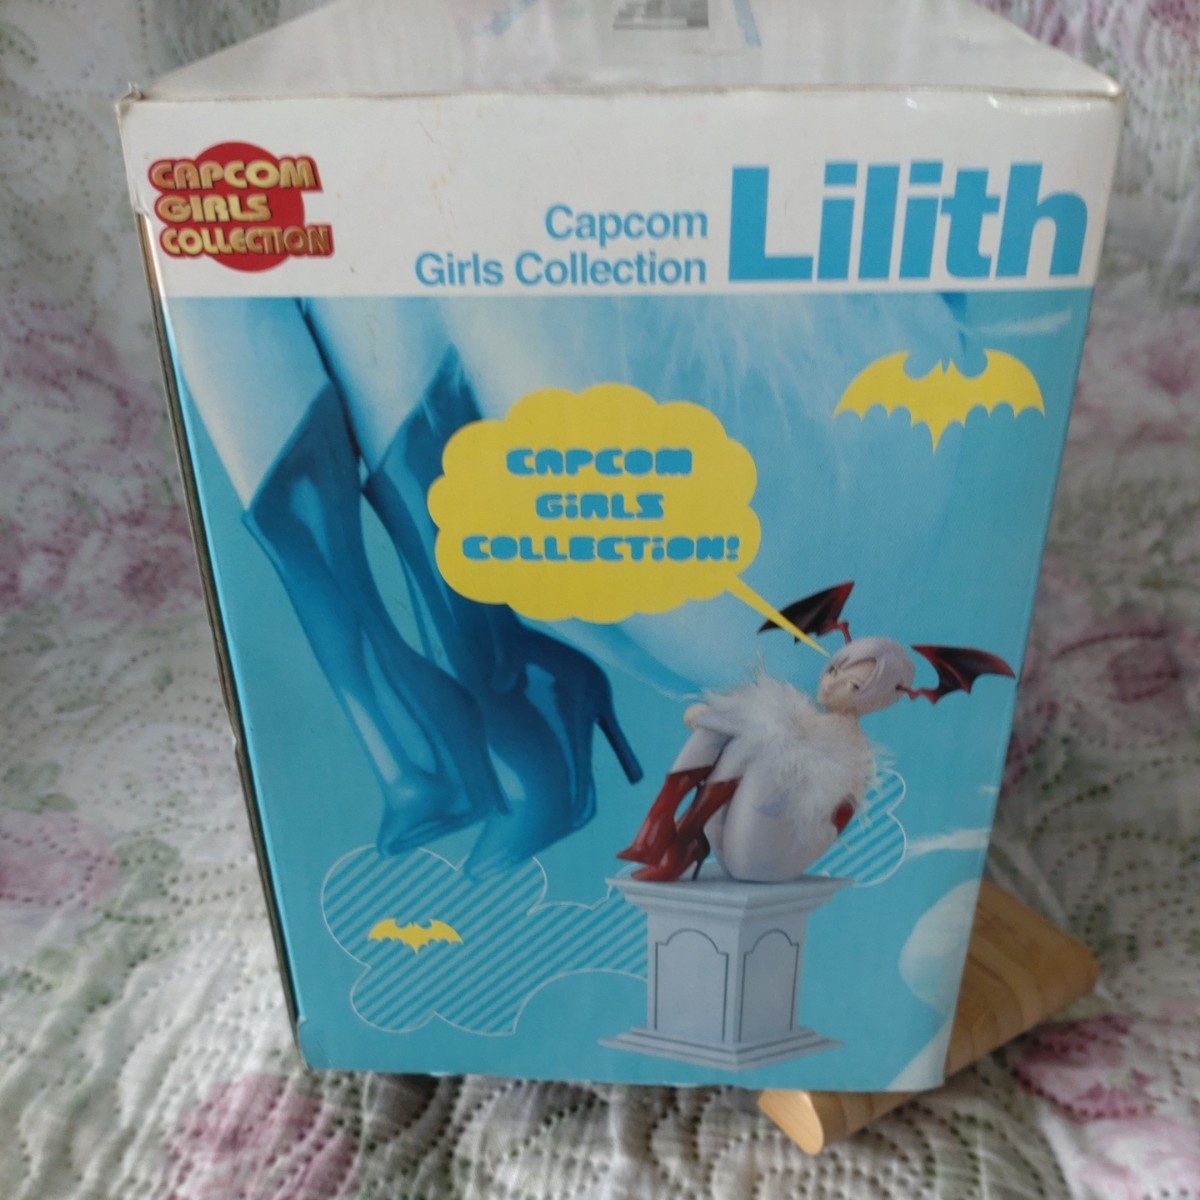 CAPCOM
GIRLS
COLLECTION
Capcom
Girls Collection
Lilith
CAPCOM
GiRLS
COLLECTiON!